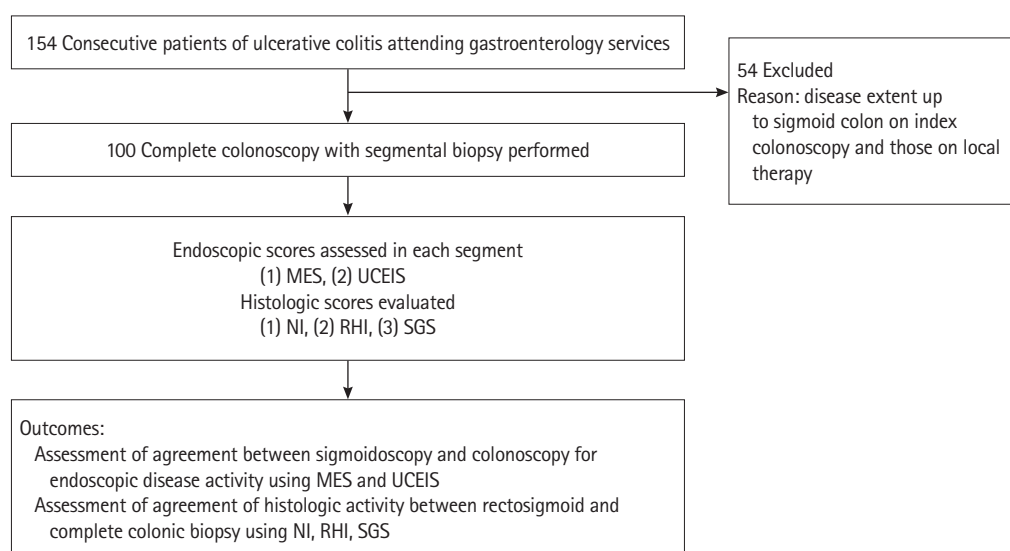 154 Consecutive patients of ulcerative colitis attending gastroenterology services
54 Excluded
Reason: disease extent up
to sigmoid colon on index
colonoscopy and those on local
therapy
100 Complete colonoscopy with segmental biopsy performed
Endoscopic scores assessed in each segment
(1) MES, (2) UCEIS
Histologic scores evaluated
(1) NI, (2) RHI, (3) SGS
Outcomes:
Assessment of agreement between sigmoidoscopy and colonoscopy for
endoscopic disease activity using MES and UCEIS
Assessment of agreement of histologic activity between rectosigmoid and
complete colonic biopsy using NI, RHI, SGS